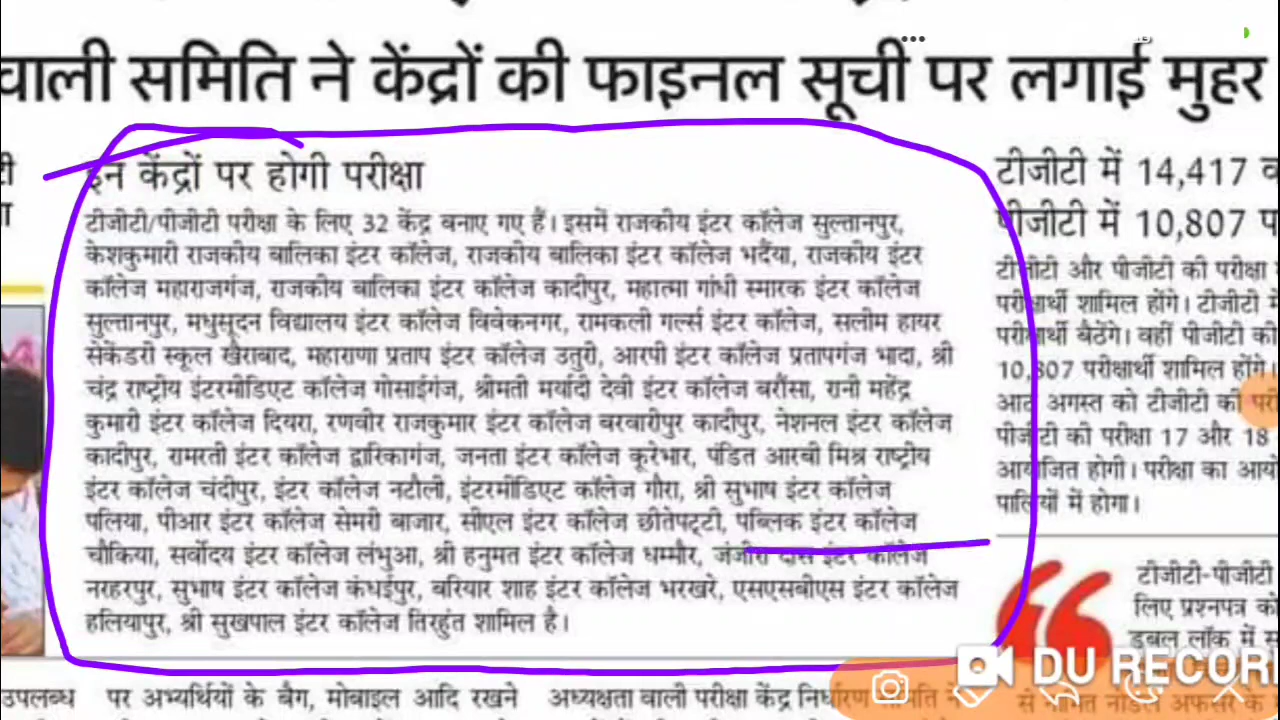 वाली समिति ने केंद्रों की फाइनल सूची पर लगाई मुहर
इन केंद्रों पर होगी परीक्षा
टीजीटी/पीजीटी परीक्षा के लिए 32 केंद्र बनाए गए हैं। इसमें राजकीय इंटर कॉलेज सुल्तानपुर,
केशकुमारी राजकीय बालिका इंटर कॉलेज, राजकीय बालिका इंटर कॉलेज भदैंया, राजकीय इंटर
कॉलेज महाराजगंज, राजकीय बालिका इंटर कॉलेज कादीपुर, महात्मा गांधी स्मारक इंटर कॉलेज
सुल्तानपुर, मधुसूदन विद्यालय इंटर कॉलेज विवेकनगर, रामकली गर्ल्स इंटर कॉलेज, सलीम हायर
सेकेंडरी स्कूल खैराबाद, महाराणा प्रताप इंटर कॉलेज उतुरी, आरपी इंटर कॉलेज प्रतापगंज भादा, श्री
चंद्र राष्ट्रीय इंटरमीडिएट कॉलेज गोसाईगंज, श्रीमती मर्यादी देवी इंटर कॉलेज बरौंसा, रानी महेंद्र
कुमारी इंटर कॉलेज दियरा, रणवीर राजकुमार इंटर कॉलेज बरवारीपुर कादीपुर, नेशनल इंटर कॉलेज
कादीपुर, रामरती इंटर कॉलेज द्वारिकागंज, जनता इंटर कॉलेज कूरेभार, पंडित आरबी मिश्र राष्ट्रीय
इंटर कॉलेज चंदीपुर, इंटर कॉलेज नटौली, इंटरमीडिएट कॉलेज गौरा, श्री सुभाष इंटर कॉलेज
पलिया, पीआर इंटर कॉलेज सेमरी बाजार, सीएल इंटर कॉलेज छीतेपट्टी, पब्लिक इंटर कॉलेज
चौकिया, सर्वोदय इंटर कॉलेज लंभुआ, श्री हनुमत इंटर कॉलेज धम्मौर, जंजीरा दास इंटर कॉलेज
नरहरपुर, सुभाष इंटर कॉलेज कंधईपुर, बरियार शाह इंटर कॉलेज भरखरे, एसएसबीएस इंटर कॉलेज
हलियापुर, श्री सुखपाल इंटर कॉलेज तिरहुंत शामिल है।
टीजीटी में 14,417 व
पीजीटी में 10,807 प
टीजीटी और पीजीटी की परीक्षा
परीक्षार्थी शामिल होंगे। टीजीटी में
परीक्षार्थी बैठेंगे। वहीं पीजीटी की
10,807 परीक्षार्थी शामिल होंगे।
आठ अगस्त को टीजीटी की
पीजीटी की परीक्षा 17 और 18
आयोजित होगी। परीक्षा का आयो
पालियों में होगा।
टीजीटी-पीजीटी
लिए प्रश्नपत्र को
डबल लॉक में
DU RECOR
उपलब्ध पर अभ्यर्थियों के बैग, मोबाइल आदि रखने
अध्यक्षता वाली परीक्षा केंद्र निर्धारण समिति ने